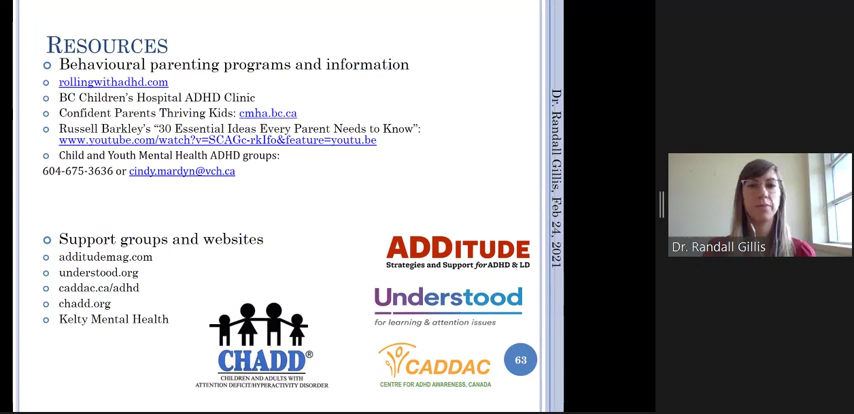 RESOURCES
Behavioural parenting programs and information
rollingwithadhd.com
BC Children's Hospital ADHD Clinic
Confident Parents Thriving Kids: cmha.bc.ca
Russell Barkley's "30 Essential Ideas Every Parent Needs to Know":
www.youtube.com/watch?v=SCAGc-rkIfo&feature=youtu.be
Child and Youth Mental Health ADHD groups:
604-675-3636 or cindy.mardyn@vch.ca
Support groups and websites
additudemag.com
understood.org
caddac.ca/adhd
chadd.org
Kelty Mental Health
ADDITUDE
Strategies and Support for ADHD & LD
Understood
for learning & attention issues
CHADD®
CHILDREN AND ADULTS WITH
ATTENTION DEFICIT/HYPERACTIVITY DISORDER
CADDAC
CENTRE FOR ADHD AWARENESS, CANADA
63
Dr. Randall Gillis, Feb 24, 2021
Dr. Randall Gillis